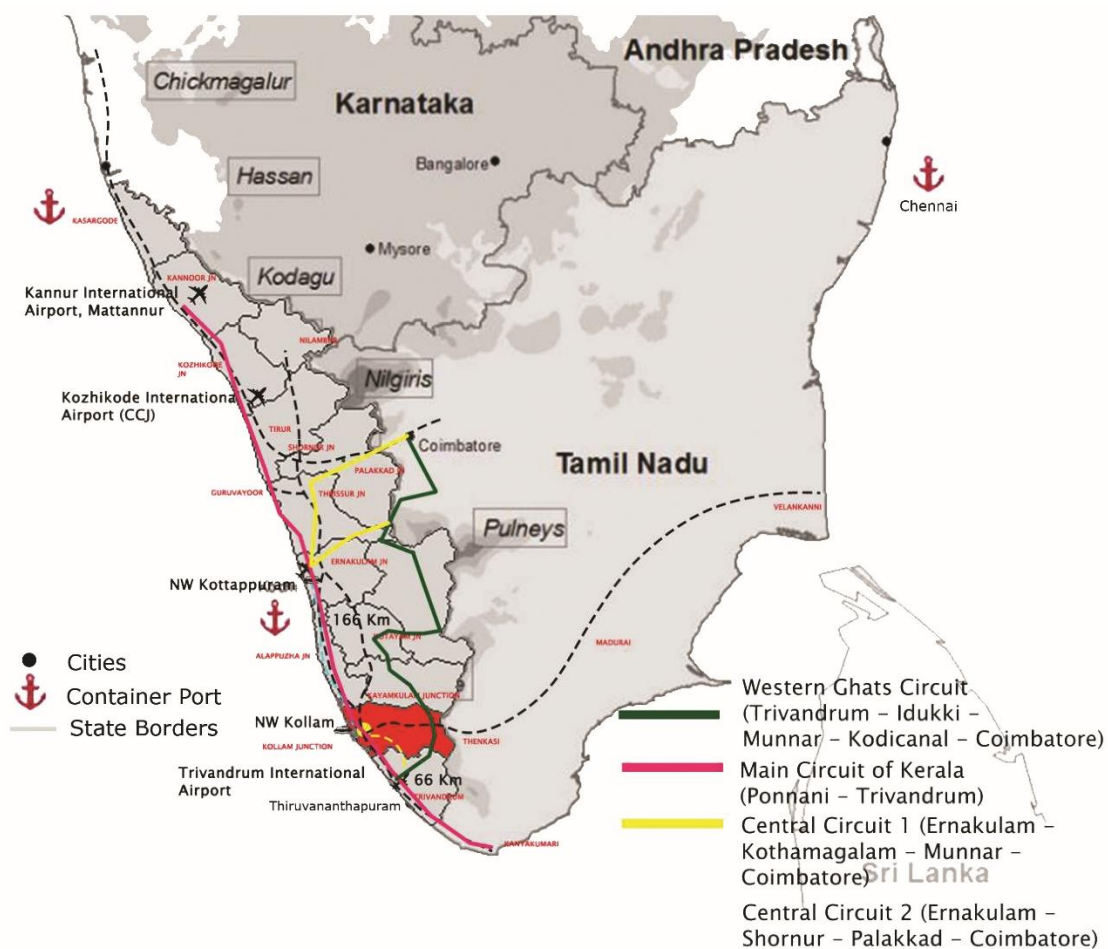 Andhra Pradesh
Chickmagalur
Karnataka
Bangalore
Hassan
Chennai
KASARGODE
Mysore
Kodagu
KANNOOR JN
Kannur International
Airport, Mattannur
NILAMBUR
KOZHIKODE
JN
Nilgiris
Kozhikode Internationa
Airport (CCJ)
TIRUR
SHORNUR JN
Coimbatore
PALAKKAD JN
Tamil Nadu
GURUVAYOOR
THRISSUR JN
VELANKANNI
Pulneys
ERNAKULAM JN
NW Kottappuram
166 Km
KOTAYAM JN
MADURAI
ALAPPUZHA JN
Cities
Container Port
State Borders
KAYAMKULAM JUNCTION
NW Kollam
KOLLAM JUNCTION
THENKASI
Trivandrum International
Airport
66 Km
TRIVANDRUM
Thiruvananthapuram
KANYAKUMARI
Western Ghats Circuit
(Trivandrum – Idukki –
Munnar – Kodicanal – Coimbatore)
Main Circuit of Kerala
(Ponnani – Trivandrum)
Central Circuit 1 (Ernakulam –
Kothamagalam – Munnar –
Coimbatore)
Sri Lanka
Central Circuit 2 (Ernakulam –
Shornur – Palakkad – Coimbatore)